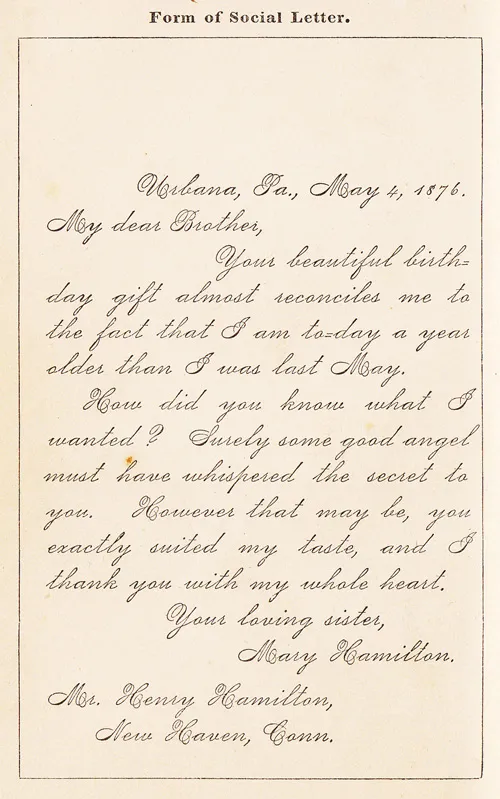 Form of Social Letter.
Urbana, Pa., May 4, 1876.
My dear Brother,
Your beautiful birth=
day gift almost reconciles me to
the fact that I am to=day a year
older than I was last May.
How did you know what I
wanted? Surely some good angel
must have whispered the secret to
you. However that may be, you
exactly suited my taste, and I
thank you with my whole heart.
Your loving sister,
Mary Hamilton.
Mr. Henry Hamilton,
New Haven, Conn.